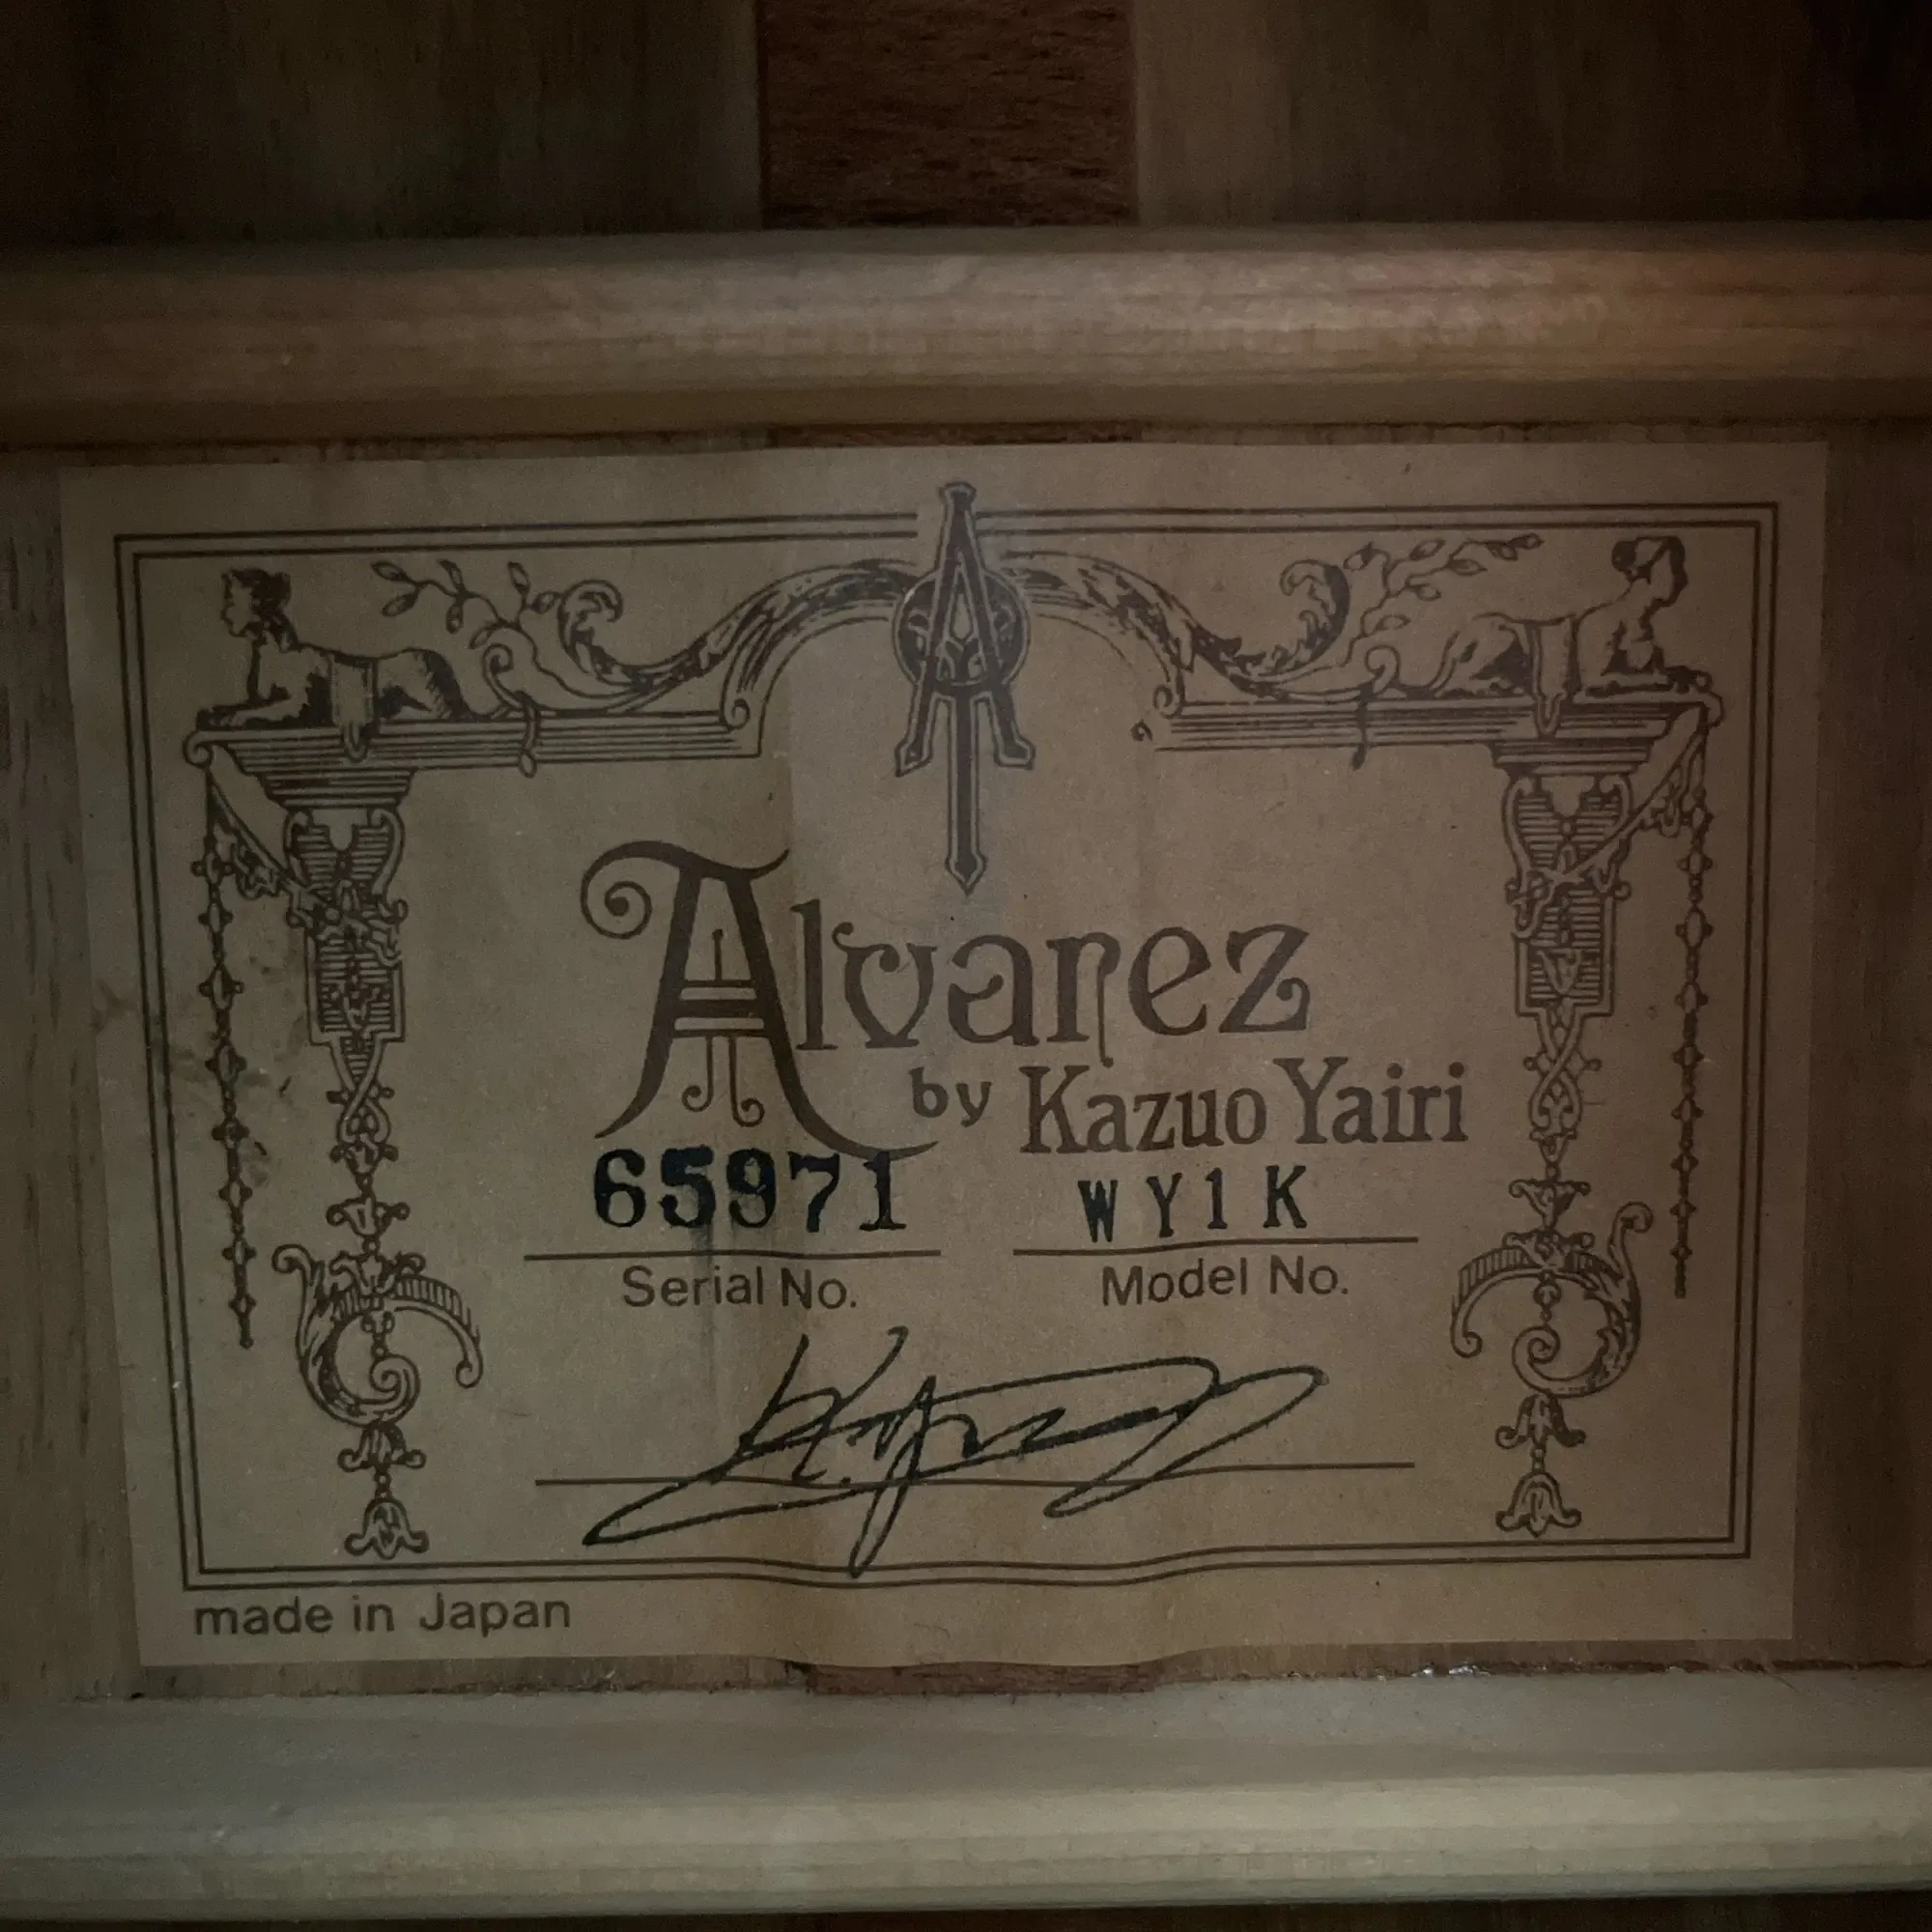 Alvarez
by Kazuo Yairi
65971 WY1K
Serial No. Model No.
made in Japan